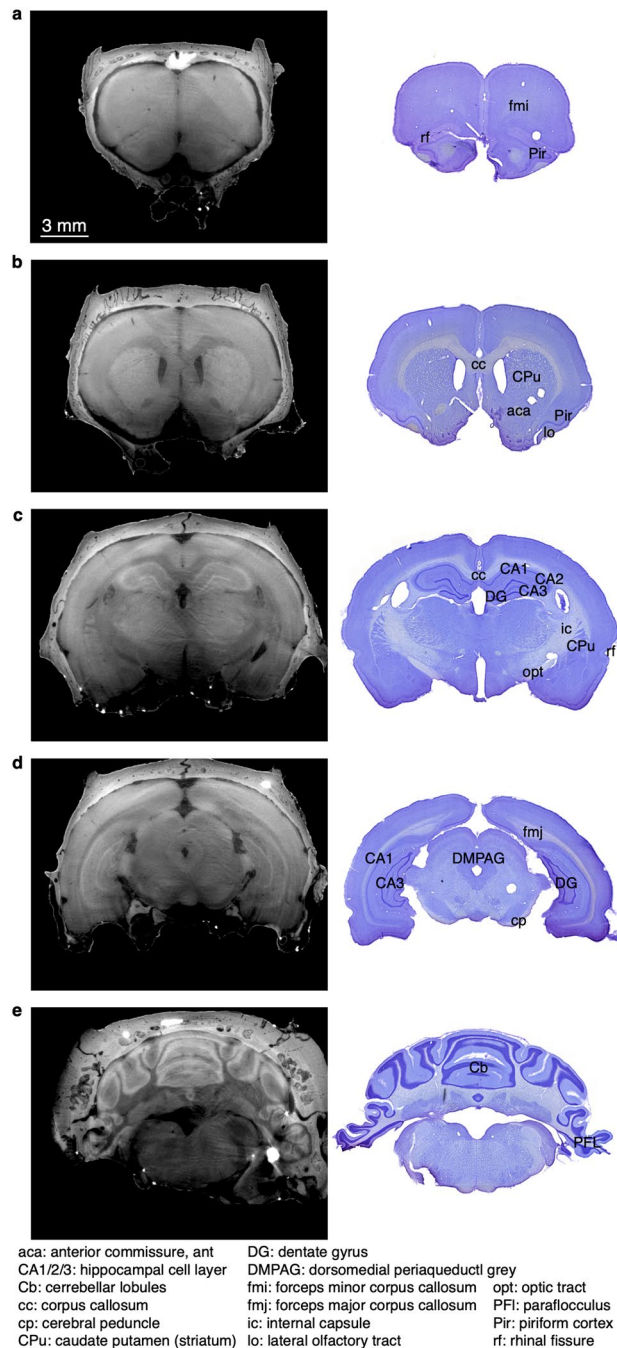 a
fmi
rf
Pir
3 mm
b
cc
CPu
aca
Pir
lo
c
CA1
cc
CA2
DG
CA3
ic
CPu
rf
opt
d
fmj
CA1
DMPAG
CA3
DG
cp
e
Cb
PFl
aca: anterior commissure, ant
CA1/2/3: hippocampal cell layer
Cb: cerrebellar lobules
cc: corpus callosum
cp: cerebral peduncle
CPu: caudate putamen (striatum)
DG: dentate gyrus
DMPAG: dorsomedial periaqueductl grey
fmi: forceps minor corpus callosum
fmj: forceps major corpus callosum
ic: internal capsule
lo: lateral olfactory tract
opt: optic tract
PFl: paraflocculus
Pir: piriform cortex
rf: rhinal fissure